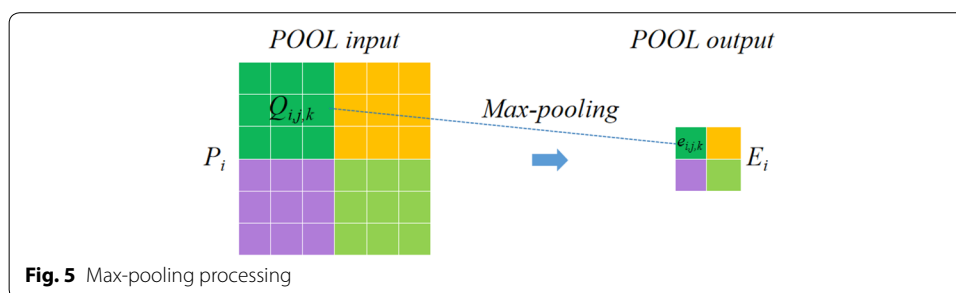 POOL input
POOL output
Q_{i,j,k}
Max-pooling
e_{i,j,k}
P_i
E_i
Fig. 5 Max-pooling processing